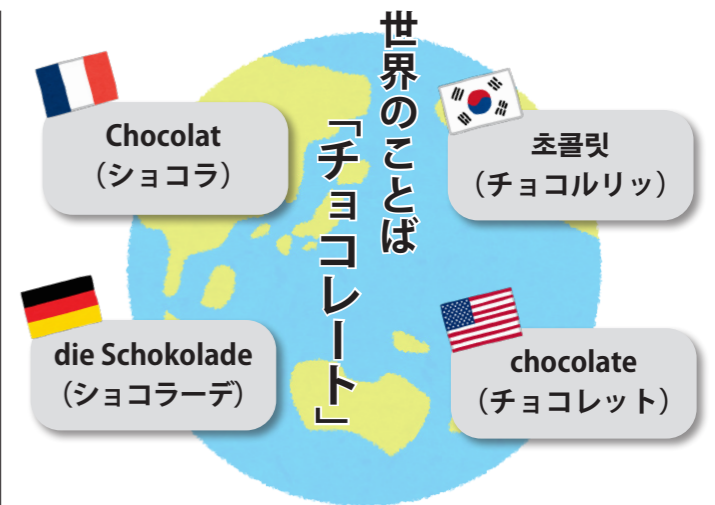 世界のことば
「チョコレート」
Chocolat
（ショコラ）
초콜릿
（チョコルリッ）
die Schokolade
（ショコラーデ）
chocolate
（チョコレット）